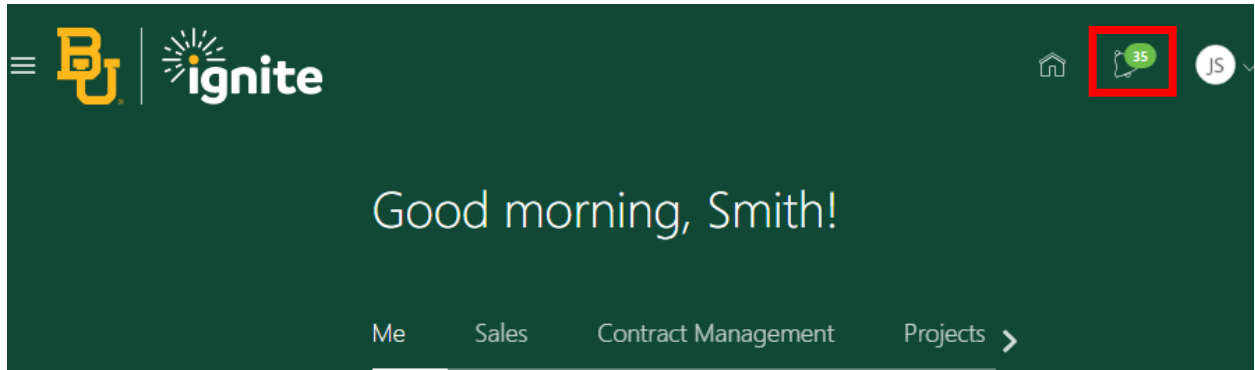 BU ignite
35
JS
Good morning, Smith!
Me Sales Contract Management Projects